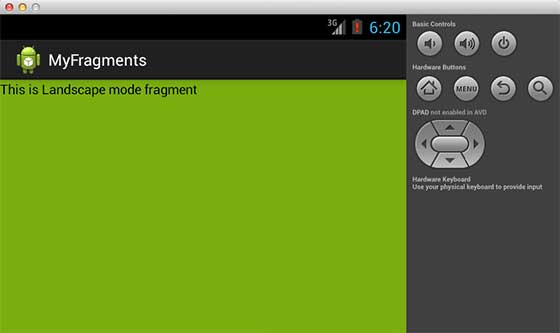 3G 6:20
MyFragments
This is Landscape mode fragment
Basic Controls
Hardware Buttons
MENU
DPAD not enabled in AVD
Hardware Keyboard
Use your physical keyboard to provide input